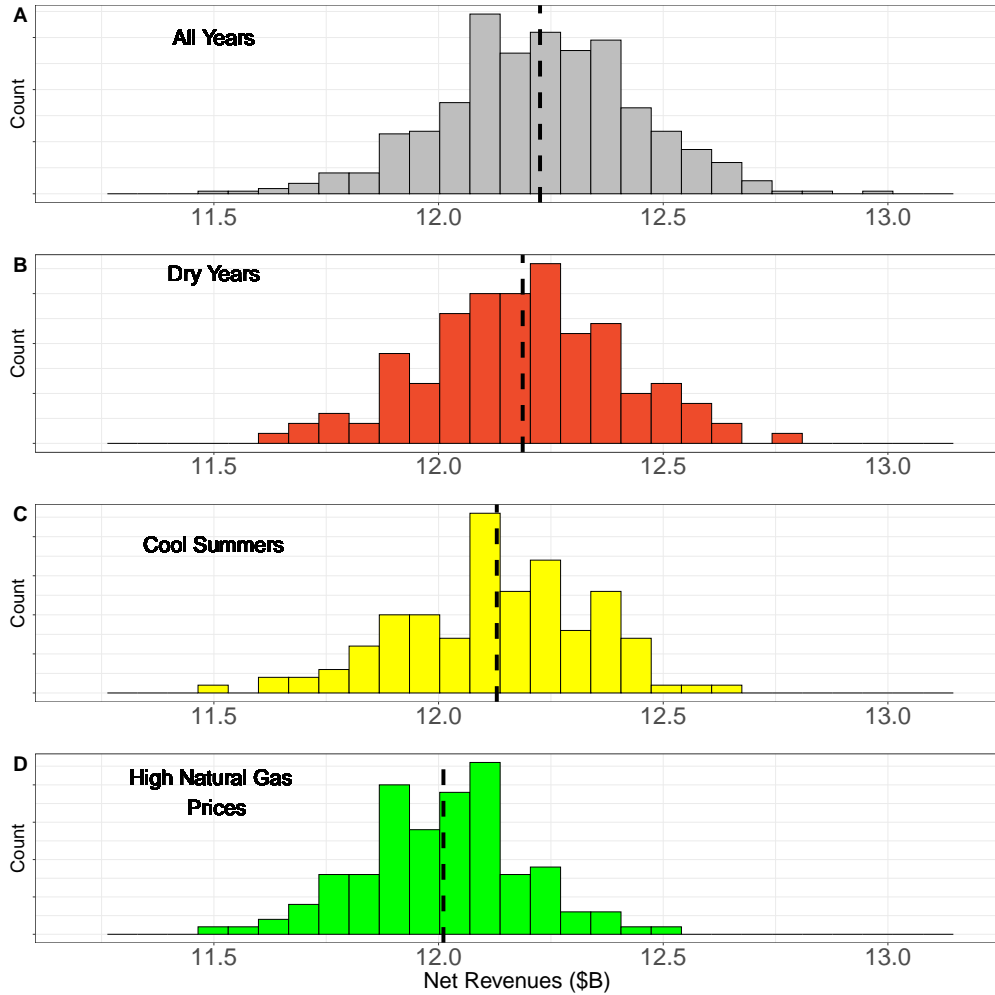 A
All Years
Count
11.5 12.0 12.5 13.0
B
Dry Years
Count
11.5 12.0 12.5 13.0
C
Cool Summers
Count
11.5 12.0 12.5 13.0
D
High Natural Gas
Prices
Count
11.5 12.0 12.5 13.0
Net Revenues ($B)